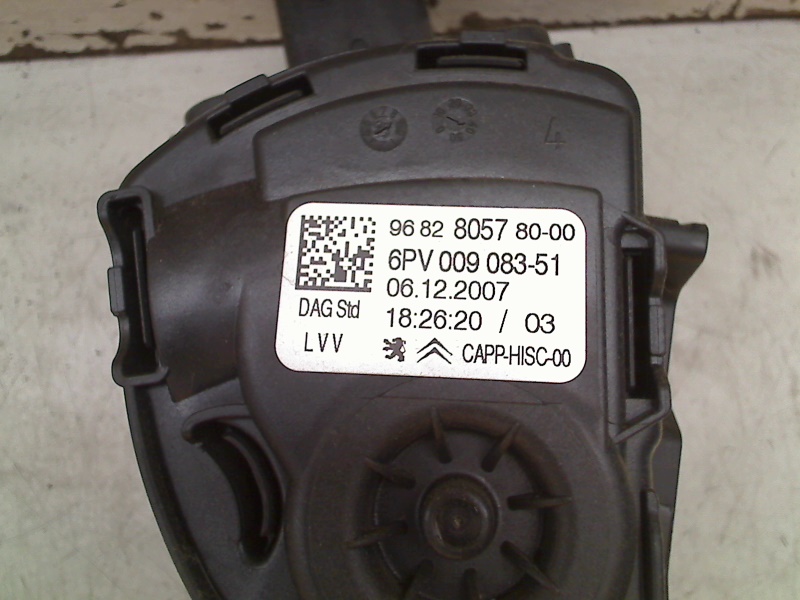 4
96 82 8057 80-00
6PV 009 083-51
06.12.2007
DAG Std
18:26:20 / 03
LVV
CAPP-HISC-00